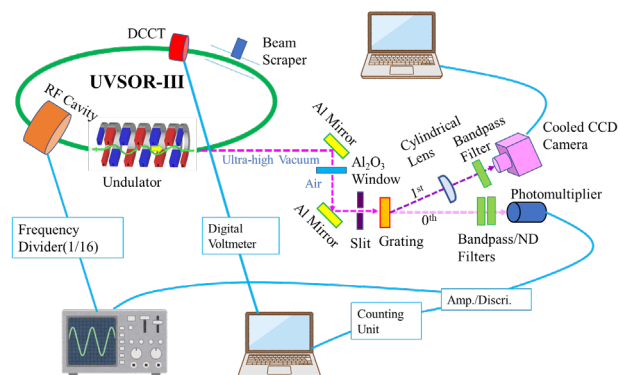 DCCT
Beam
Scraper
UVSOR-III
RF Cavity
Undulator
Ultra-high Vacuum
Air
Al Mirror
Al₂O₃
Window
Al Mirror
Slit
Grating
1st
0th
Cylindrical
Lens
Bandpass
Filter
Cooled CCD
Camera
Photomultiplier
Bandpass/ND
Filters
Frequency
Divider(1/16)
Digital
Voltmeter
Counting
Unit
Amp./Discri.